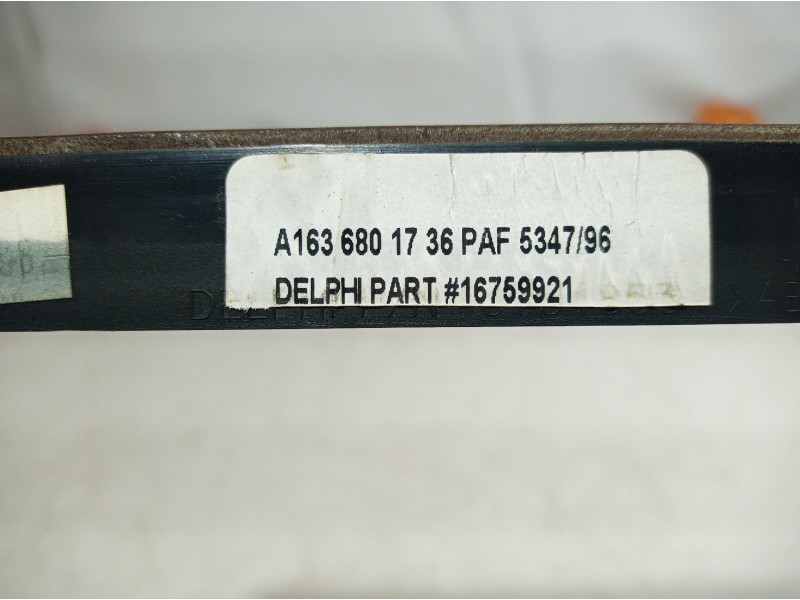 A163 680 17 36 PAF 5347/96
DELPHI PART #16759921